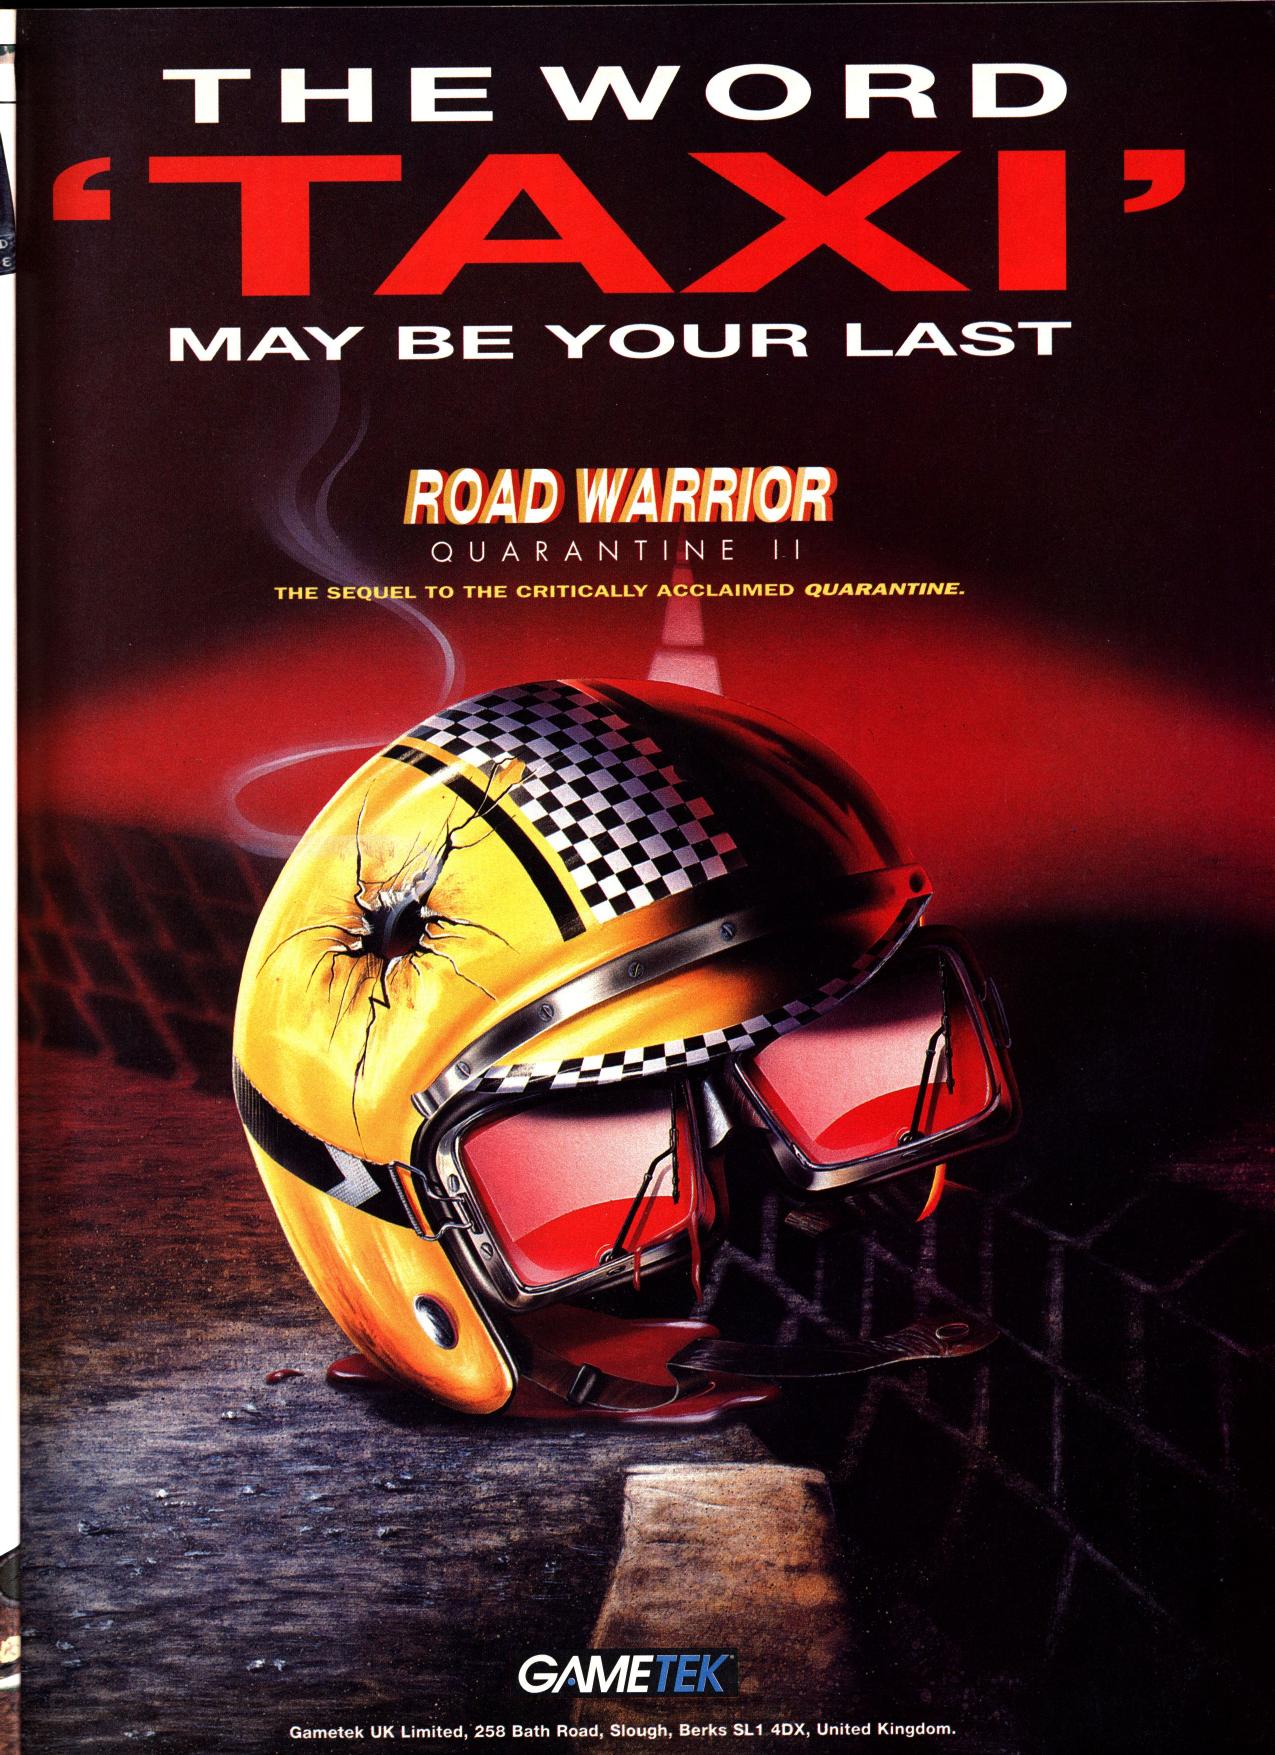 THE WORD
‘TAXI’
MAY BE YOUR LAST
ROAD WARRIOR
QUARANTINE II
THE SEQUEL TO THE CRITICALLY ACCLAIMED QUARANTINE.
GAMETEK
Gametek UK Limited, 258 Bath Road, Slough, Berks SL1 4DX, United Kingdom.